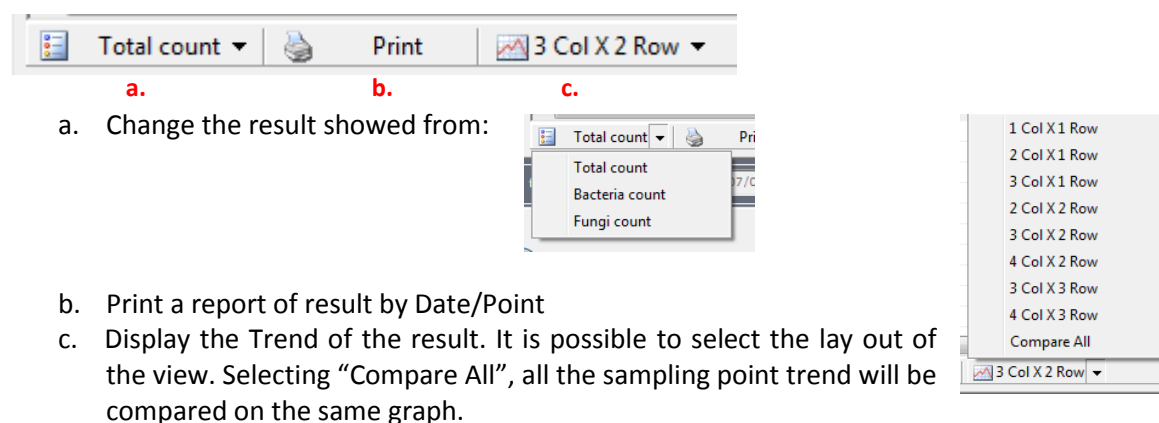 Total count Print 3 Col X 2 Row
a. b. c.
a. Change the result showed from:
Total count Pri
Total count
Bacteria count
Fungi count
1 Col X 1 Row
2 Col X 1 Row
3 Col X 1 Row
2 Col X 2 Row
3 Col X 2 Row
4 Col X 2 Row
3 Col X 3 Row
4 Col X 3 Row
Compare All
3 Col X 2 Row
b. Print a report of result by Date/Point
c. Display the Trend of the result. It is possible to select the lay out of
the view. Selecting “Compare All”, all the sampling point trend will be
compared on the same graph.